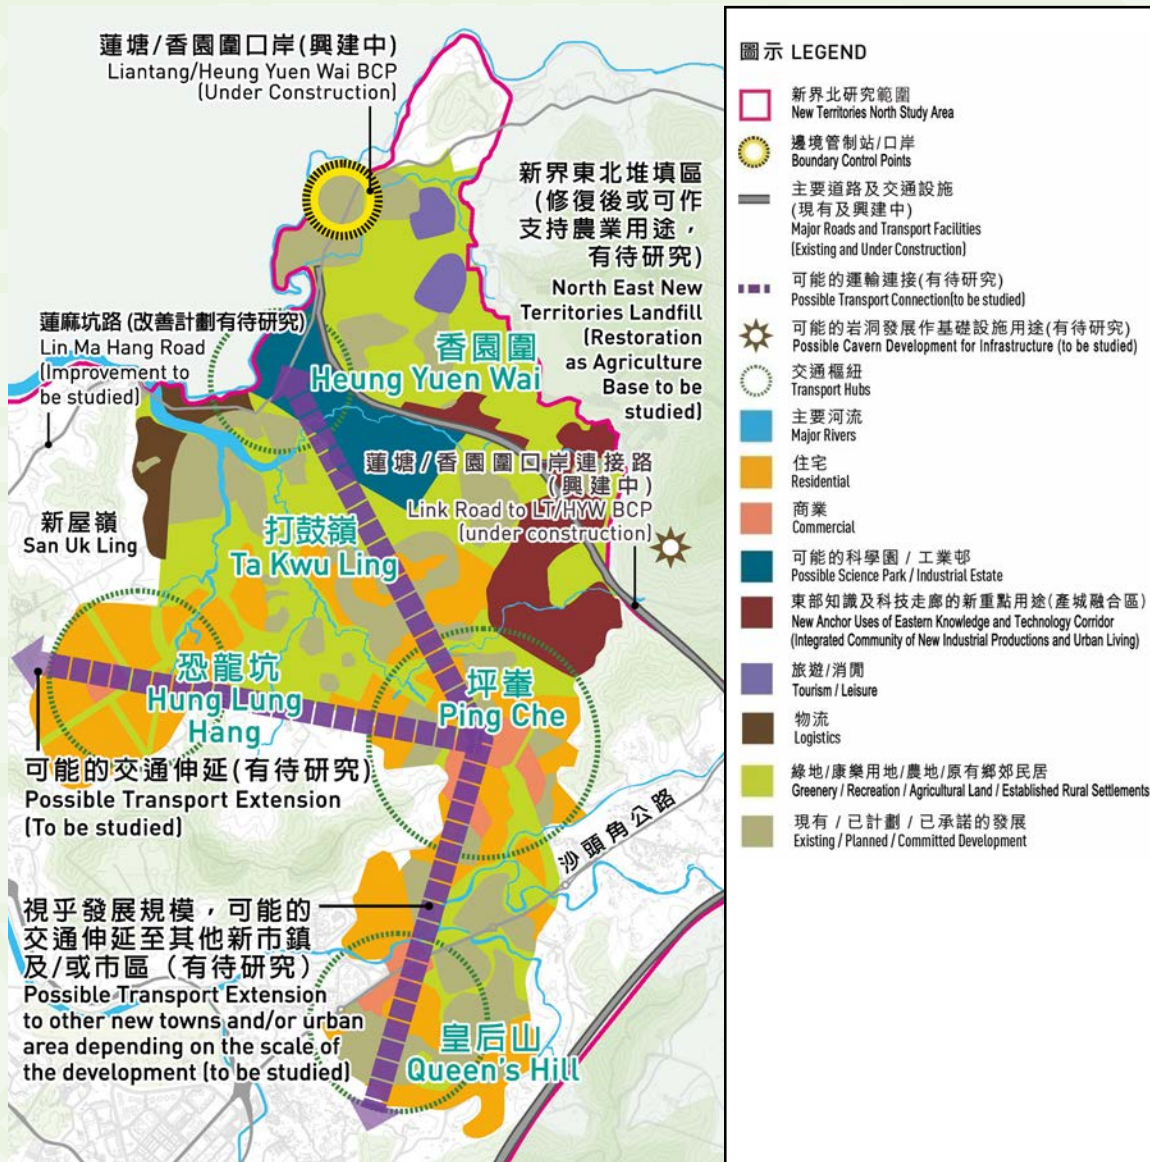 蓮塘/香園圍口岸(興建中)
Liantang/Heung Yuen Wai BCP
(Under Construction)
新界東北堆填區
(修復後或可作
支持農業用途，
有待研究)
North East New
Territories Landfill
(Restoration
as Agriculture
Base to be
studied)
蓮麻坑路 (改善計劃有待研究)
Lin Ma Hang Road
(Improvement to
be studied)
香園圍
Heung Yuen Wai
蓮塘/香園圍口岸連接路
(興建中)
Link Road to LT/HYW BCP
(under construction)
新屋嶺
San Uk Ling
打鼓嶺
Ta Kwu Ling
恐龍坑
Hung Lung
Hang
坪輋
Ping Che
可能的交通伸延(有待研究)
Possible Transport Extension
(To be studied)
沙頭角公路
視乎發展規模，可能的
交通伸延至其他新市鎮
及/或市區（有待研究）
Possible Transport Extension
to other new towns and/or urban
area depending on the scale of
the development (to be studied)
皇后山
Queen's Hill
圖示 LEGEND
新界北研究範圍
New Territories North Study Area
邊境管制站/口岸
Boundary Control Points
主要道路及交通設施
(現有及興建中)
Major Roads and Transport Facilities
(Existing and Under Construction)
可能的運輸連接(有待研究)
Possible Transport Connection(to be studied)
可能的岩洞發展作基礎設施用途(有待研究)
Possible Cavern Development for Infrastructure (to be studied)
交通樞紐
Transport Hubs
主要河流
Major Rivers
住宅
Residential
商業
Commercial
可能的科學園 / 工業邨
Possible Science Park / Industrial Estate
東部知識及科技走廊的新重點用途(產城融合區)
New Anchor Uses of Eastern Knowledge and Technology Corridor
(Integrated Community of New Industrial Productions and Urban Living)
旅遊/消閒
Tourism / Leisure
物流
Logistics
綠地/康樂用地/農地/原有鄉郊民居
Greenery / Recreation / Agricultural Land / Established Rural Settlements
現有 / 已計劃 / 已承諾的發展
Existing / Planned / Committed Development